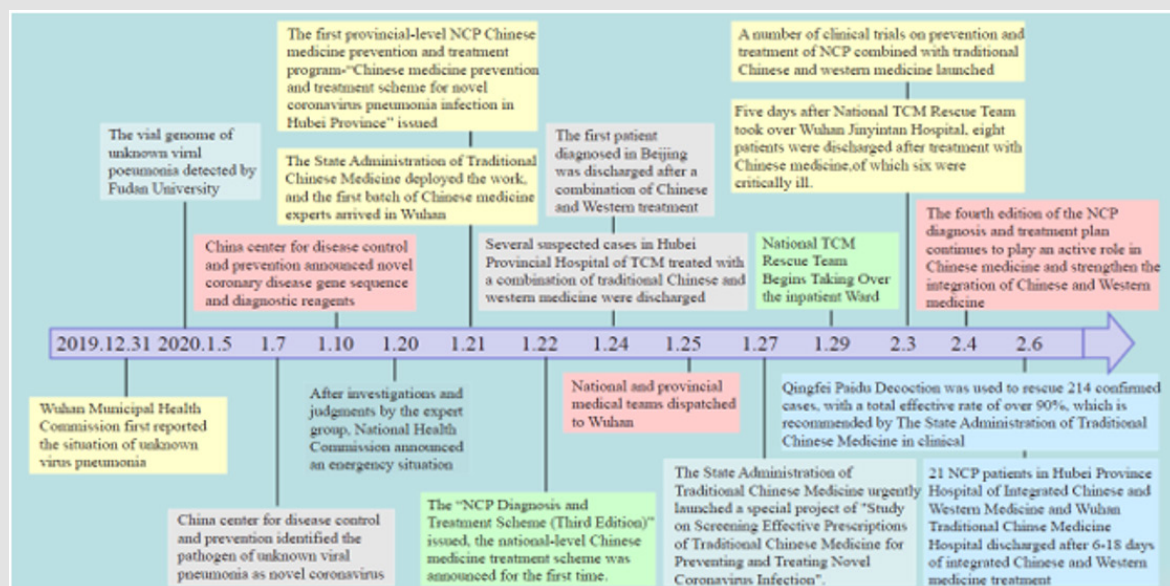 The first provincial-level NCP Chinese
medicine prevention and treatment
program-"Chinese medicine prevention
and treatment scheme for novel
coronavirus pneumonia infection in
Hubei Province" issued
A number of clinical trials on prevention and
treatment of NCP combined with traditional
Chinese and western medicine launched
The vial genome of
unknown viral
poeumonia detected by
Fudan University
The State Administration of Traditional
Chinese Medicine deployed the work,
and the first batch of Chinese medicine
experts arrived in Wuhan
The first patient
diagnosed in Beijing
was discharged after a
combination of Chinese
and Western treatment
Five days after National TCM Rescue Team
took over Wuhan Jinyintan Hospital, eight
patients were discharged after treatment with
Chinese medicine,of which six were
critically ill.
China center for disease control
and prevention announced novel
coronary disease gene sequence
and diagnostic reagents
Several suspected cases in Hubei
Provincial Hospital of TCM treated with
a combination of traditional Chinese and
western medicine were discharged
National TCM
Rescue Team
Begins Taking Over
the inpatient Ward
The fourth edition of the NCP
diagnosis and treatment plan
continues to play an active role in
Chinese medicine and strengthen the
integration of Chinese and Western
medicine
2019.12.31 2020.1.5 1.7 1.10 1.20 1.21 1.22 1.24 1.25 1.27 1.29 2.3 2.4 2.6
Wuhan Municipal Health
Commission first reported
the situation of unknown
virus pneumonia
After investigations and
judgments by the expert
group, National Health
Commission announced
an energency situation
National and provincial
medical teams dispatched
to Wuhan
Qingfei Paidu Decoction was used to rescue 214 confirmed
cases, with a total effective rate of over 90%, which is
recommended by The State Administration of Traditional
Chinese Medicine in clinical
China center for disease control
and prevention identified the
pathogen of unknown viral
pneumonia as novel coronavirus
The "NCP Diagnosis and
Treatment Scheme (Third Edition)"
issued, the national-level Chinese
medicine treatment scheme was
announced for the first time.
The State Administration of
Traditional Chinese Medicine urgently
launched a special project of "Study
on Screening Effective Prescriptions
of Traditional Chinese Medicine for
Preventing and Treating Novel
Coronavirus Infection".
21 NCP patients in Hubei Province
Hospital of Integrated Chinese and
Western Medicine and Wuhan
Traditional Chinse Medicine
Hospital discharged after 6-18 days
of integrated Chinese and Western
medicine treatment